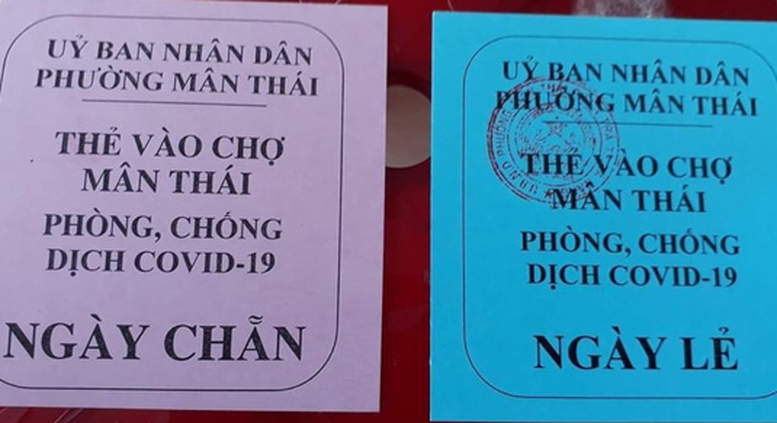 UỶ BAN NHÂN DÂN
PHƯỜNG MÂN THÁI
THẺ VÀO CHỢ
MÂN THÁI
PHÒNG, CHỐNG
DỊCH COVID-19
NGÀY CHẴN
UỶ BAN NHÂN DÂN
PHƯỜNG MÂN THÁI
THẺ VÀO CHỢ
MÂN THÁI
PHÒNG, CHỐNG
DỊCH COVID-19
NGÀY LẺ